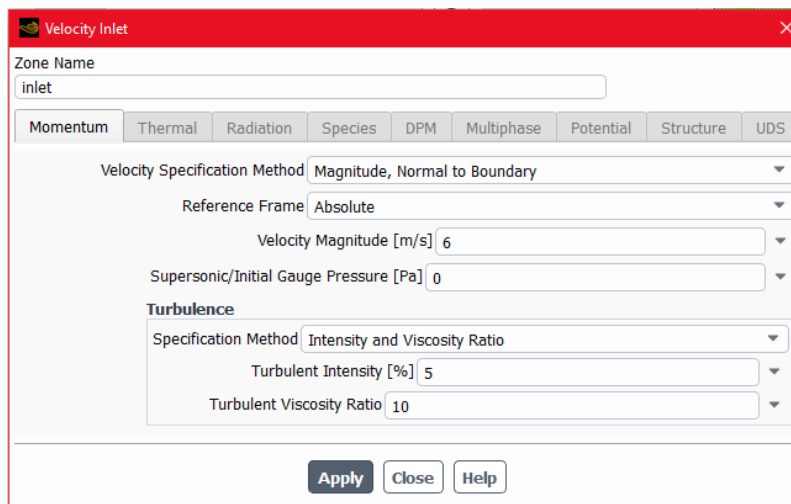 Velocity Inlet
Zone Name
inlet
Momentum Thermal Radiation Species DPM Multiphase Potential Structure UDS
Velocity Specification Method Magnitude, Normal to Boundary
Reference Frame Absolute
Velocity Magnitude [m/s] 6
Supersonic/Initial Gauge Pressure [Pa] 0
Turbulence
Specification Method Intensity and Viscosity Ratio
Turbulent Intensity [%] 5
Turbulent Viscosity Ratio 10
Apply Close Help